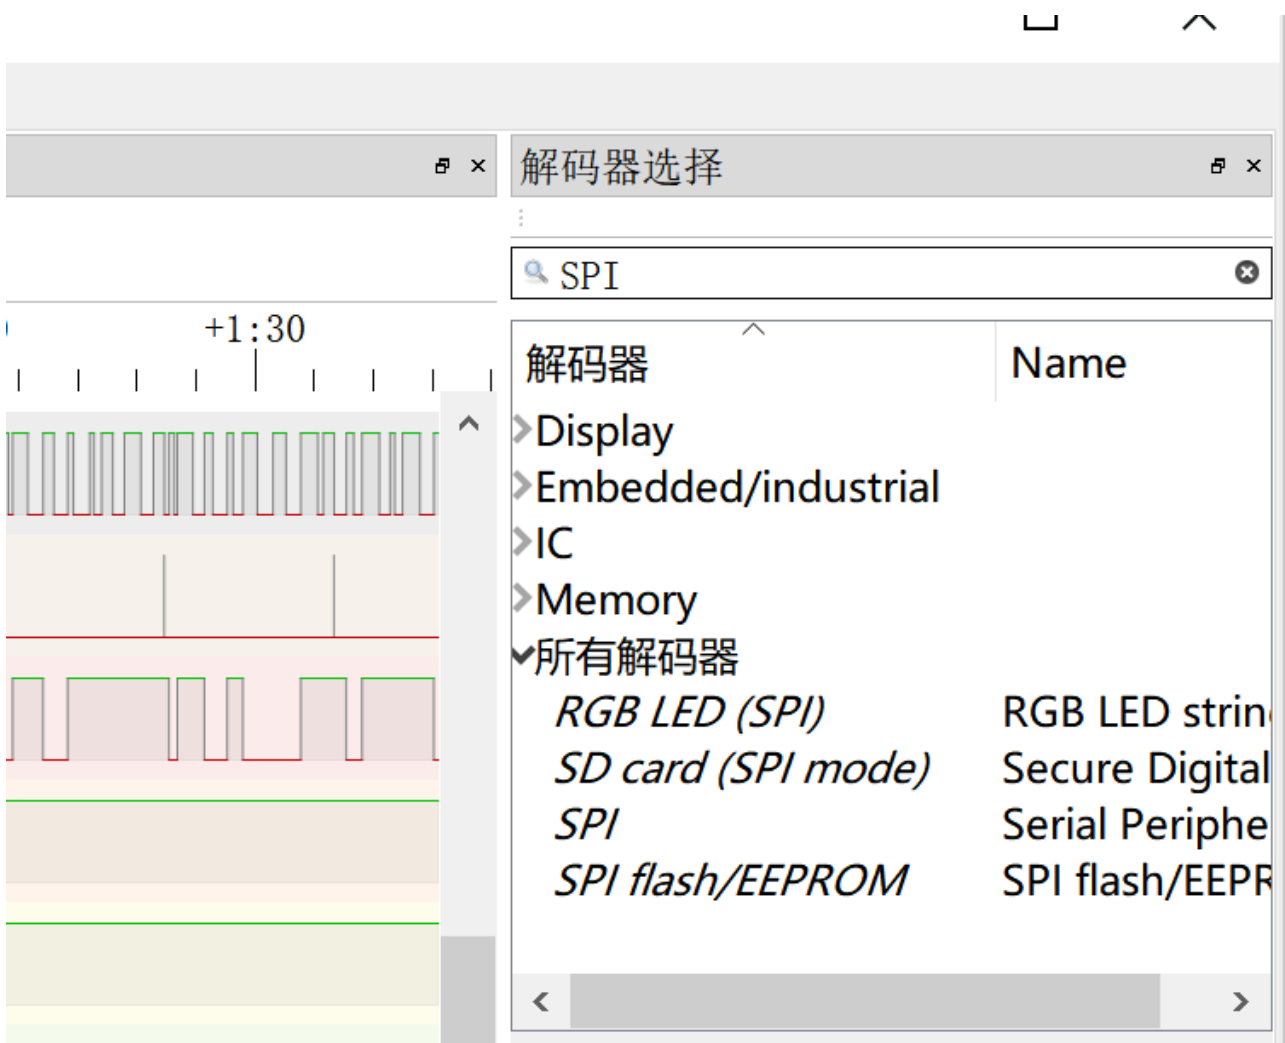 解码器选择
SPI
+1:30
解码器 Name
Display
Embedded/industrial
IC
Memory
所有解码器
RGB LED (SPI) RGB LED strin
SD card (SPI mode) Secure Digital
SPI Serial Periphe
SPI flash/EEPROM SPI flash/EEPR